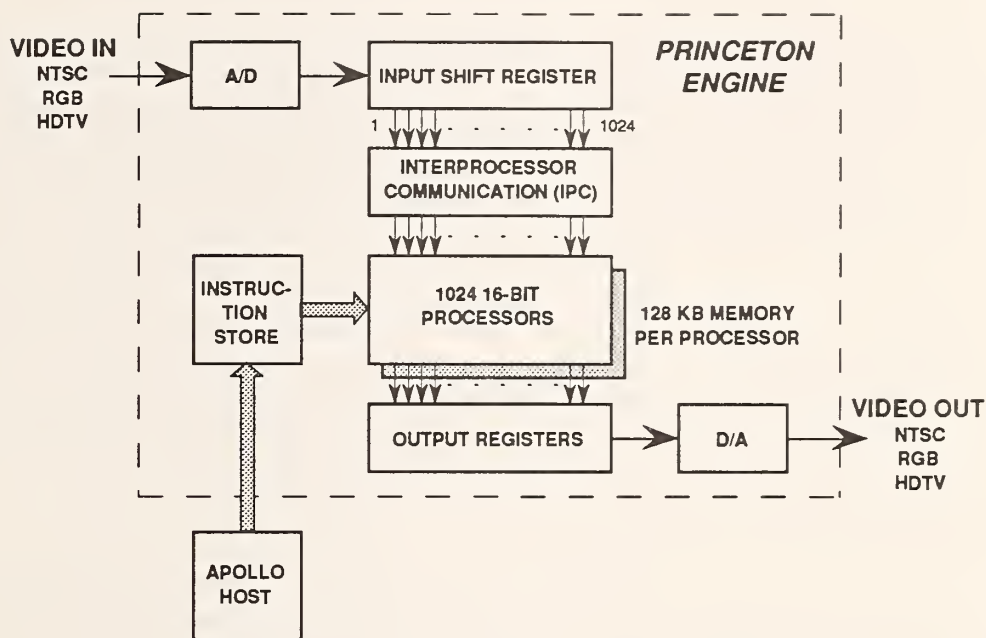 VIDEO IN
NTSC
RGB
HDTV
A/D
INPUT SHIFT REGISTER
PRINCETON
ENGINE
1
1024
INTERPROCESSOR
COMMUNICATION (IPC)
INSTRUC-
TION
STORE
1024 16-BIT
PROCESSORS
128 KB MEMORY
PER PROCESSOR
OUTPUT REGISTERS
D/A
VIDEO OUT
NTSC
RGB
HDTV
APOLLO
HOST